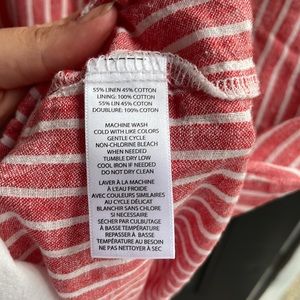 55% LINEN 45% COTTON
LINING: 100% COTTON
55% LIN 45% COTON
DOUBLURE: 100% COTON
MACHINE WASH
COLD WITH LIKE COLORS
GENTLE CYCLE
NON-CHLORINE BLEACH
WHEN NEEDED
TUMBLE DRY LOW
COOL IRON IF NEEDED
DO NOT DRY CLEAN
LAVER À LA MACHINE
À L'EAU FROIDE
AVEC COULEURS SIMILAIRES
AU CYCLE DÉLICAT
BLANCHIR SANS CHLORE
SI NECESSAIRE
SÉCHER PAR CULBUTAGE
À BASSE TEMPÉRATURE
REPASSER À BASSE
TEMPÉRATURE AU BESOIN
NE PAS NETTOYER À SEC